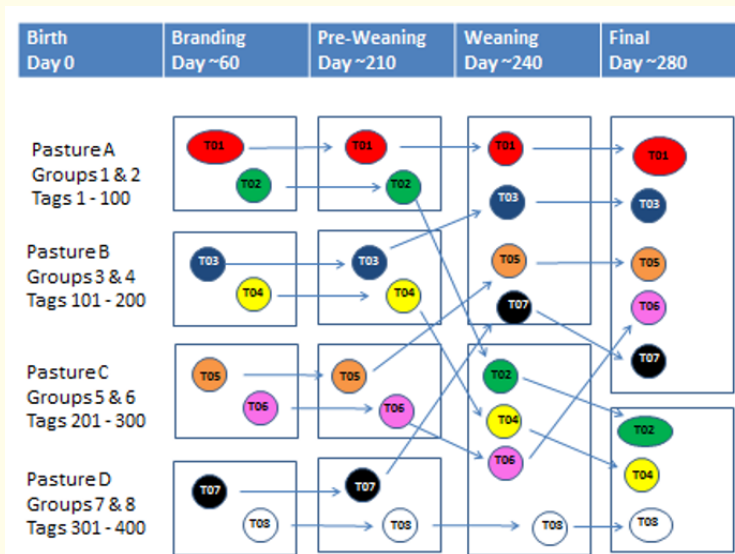 Birth
Day 0
Branding
Day ~60
Pre-Weaning
Day ~210
Weaning
Day ~240
Final
Day ~280
Pasture A
Groups 1 & 2
Tags 1 - 100
T01
T02
T01
T02
T01
T03
T05
T07
T01
T03
T05
T06
T07
Pasture B
Groups 3 & 4
Tags 101 - 200
T03
T04
T03
T04
Pasture C
Groups 5 & 6
Tags 201 - 300
T05
T06
T05
T06
T02
T04
T06
T08
T02
T04
T08
Pasture D
Groups 7 & 8
Tags 301 - 400
T07
T08
T07
T08